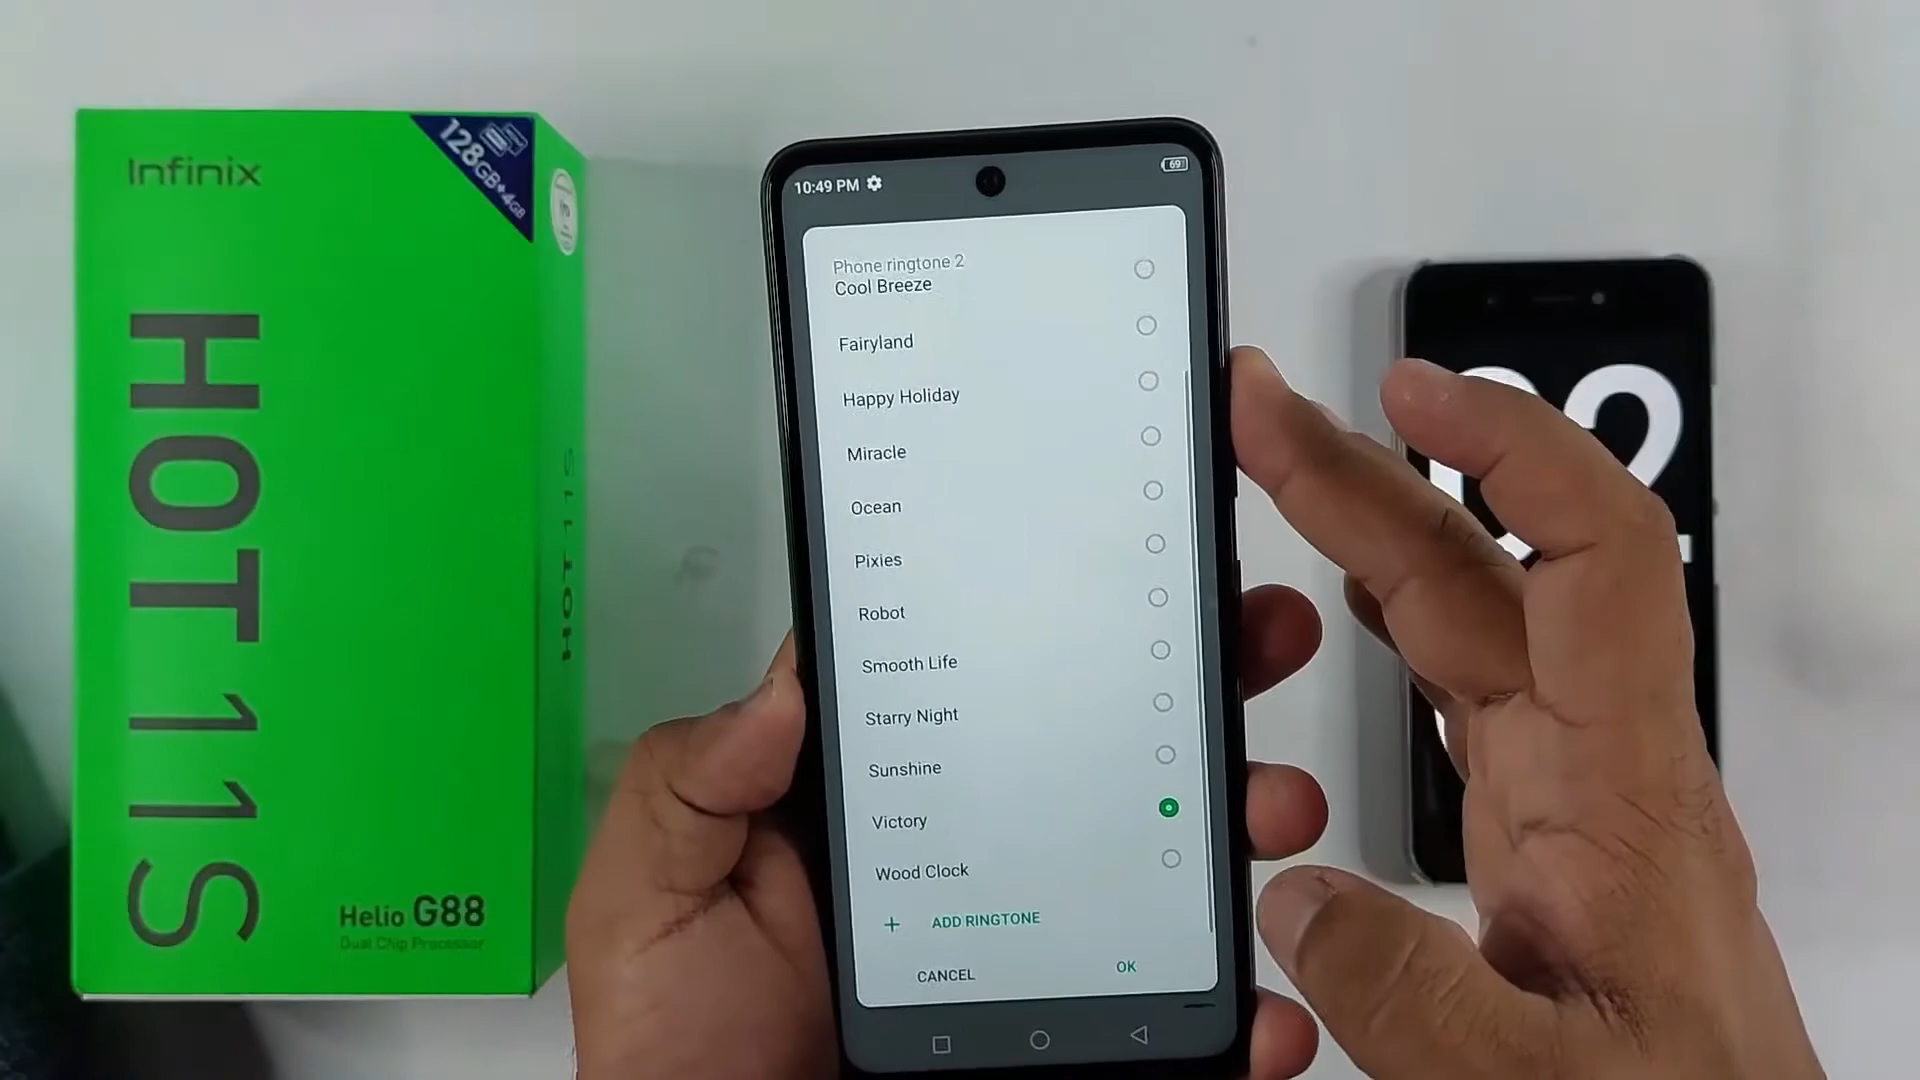 Infinix
128GB+4GB
HOT 11S
Helio G88
Dual Chip Processor
HOT 11S
10:49 PM
69
Phone ringtone 2
Cool Breeze
Fairyland
Happy Holiday
Miracle
Ocean
Pixies
Robot
Smooth Life
Starry Night
Sunshine
Victory
Wood Clock
+ ADD RINGTONE
CANCEL
OK